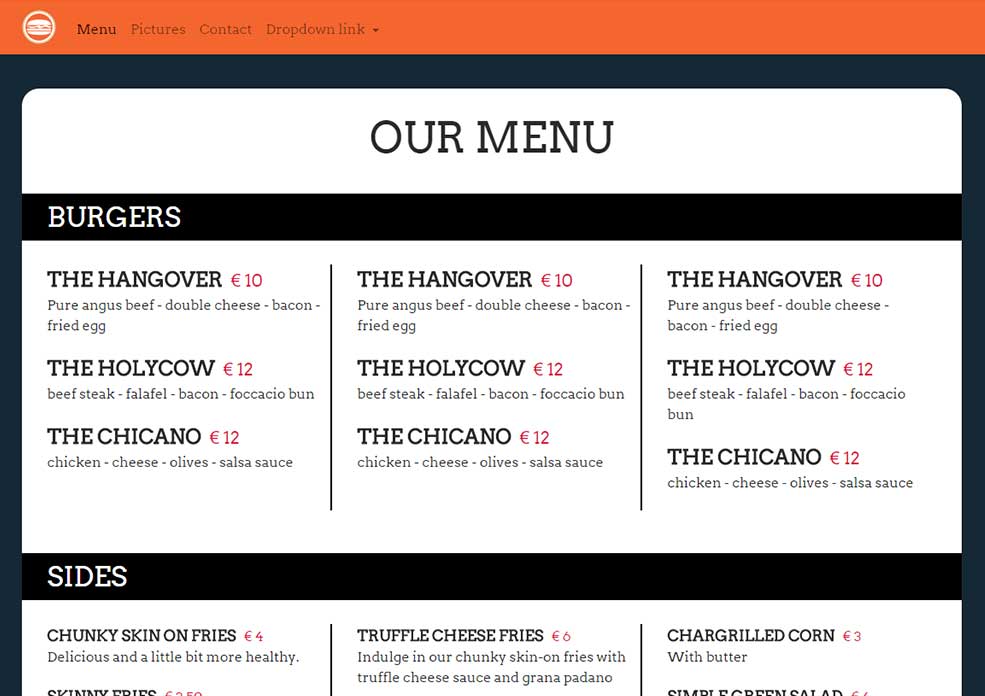 Menu Pictures Contact Dropdown link
OUR MENU
BURGERS
THE HANGOVER € 10
Pure angus beef - double cheese - bacon -
fried egg
THE HOLYCOW € 12
beef steak - falafel - bacon - foccacio bun
THE CHICANO € 12
chicken - cheese - olives - salsa sauce
THE HANGOVER € 10
Pure angus beef - double cheese - bacon -
fried egg
THE HOLYCOW € 12
beef steak - falafel - bacon - foccacio bun
THE CHICANO € 12
chicken - cheese - olives - salsa sauce
THE HANGOVER € 10
Pure angus beef - double cheese -
bacon - fried egg
THE HOLYCOW € 12
beef steak - falafel - bacon - foccacio
bun
THE CHICANO € 12
chicken - cheese - olives - salsa sauce
SIDES
CHUNKY SKIN ON FRIES € 4
Delicious and a little bit more healthy.
SKINNY FRIES € 3,50
TRUFFLE CHEESE FRIES € 6
Indulge in our chunky skin-on fries with
truffle cheese sauce and grana padano
CHARGRILLED CORN € 3
With butter
SIMPLE GREEN SALAD